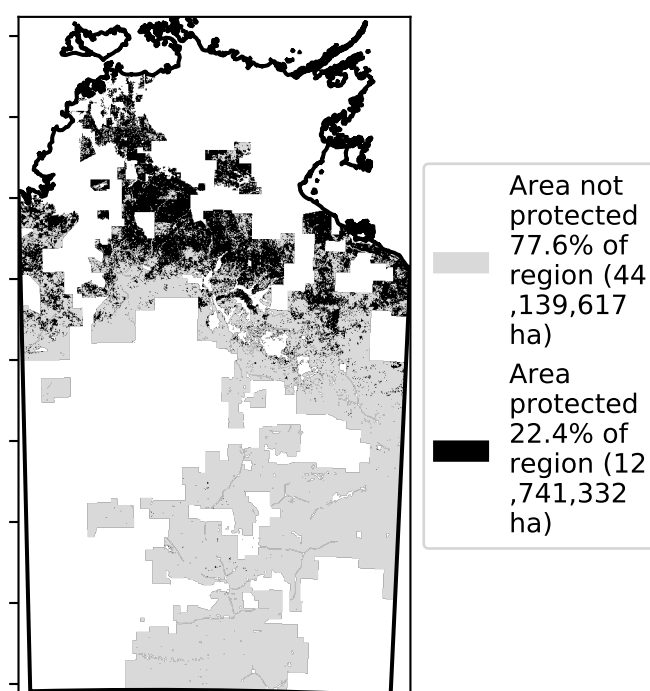 Area not
protected
77.6% of
region (44
,139,617
ha)
Area
protected
22.4% of
region (12
,741,332
ha)